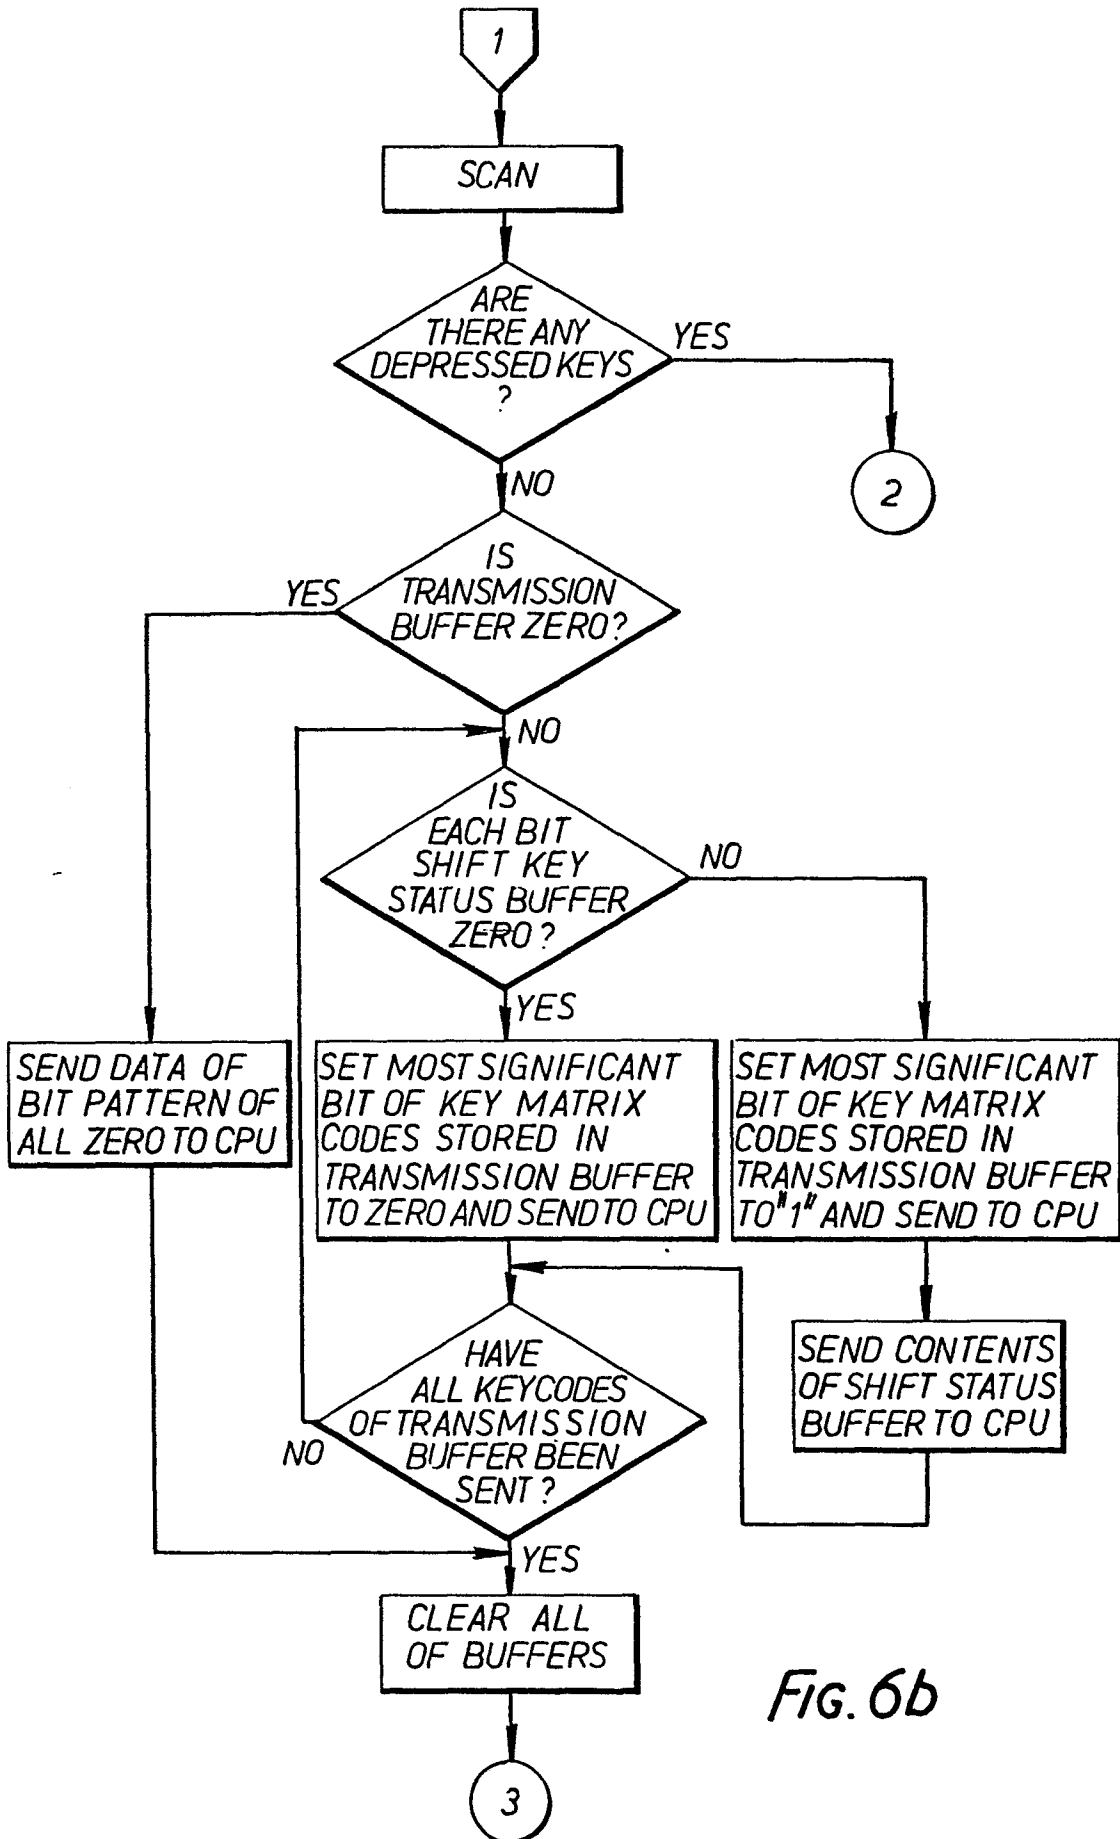 1
SCAN
ARE
THERE ANY
DEPRESSED KEYS
?
YES
2
NO
IS
TRANSMISSION
BUFFER ZERO?
YES
NO
IS
EACH BIT
SHIFT KEY
STATUS BUFFER
ZERO?
NO
YES
SEND DATA OF
BIT PATTERN OF
ALL ZERO TO CPU
SET MOST SIGNIFICANT
BIT OF KEY MATRIX
CODES STORED IN
TRANSMISSION BUFFER
TO ZERO AND SEND TO CPU
SET MOST SIGNIFICANT
BIT OF KEY MATRIX
CODES STORED IN
TRANSMISSION BUFFER
TO "1" AND SEND TO CPU
SEND CONTENTS
OF SHIFT STATUS
BUFFER TO CPU
HAVE
ALL KEYCODES
OF TRANSMISSION
BUFFER BEEN
SENT?
NO
YES
CLEAR ALL
OF BUFFERS
3
FIG. 6b